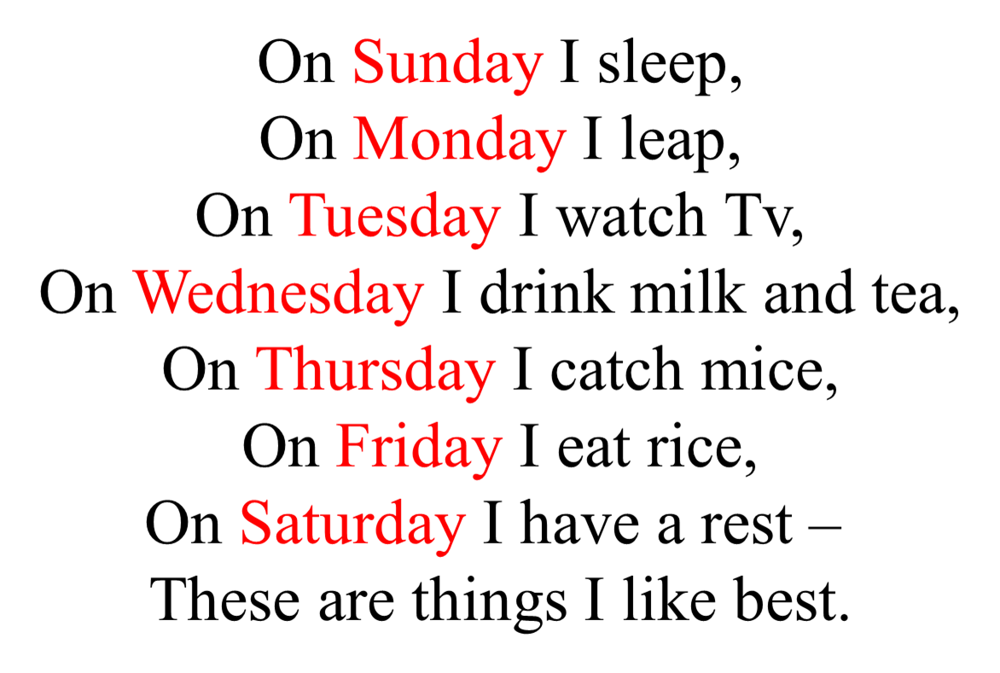 On Sunday I sleep,
On Monday I leap,
On Tuesday I watch Tv,
On Wednesday I drink milk and tea,
On Thursday I catch mice,
On Friday I eat rice,
On Saturday I have a rest –
These are things I like best.